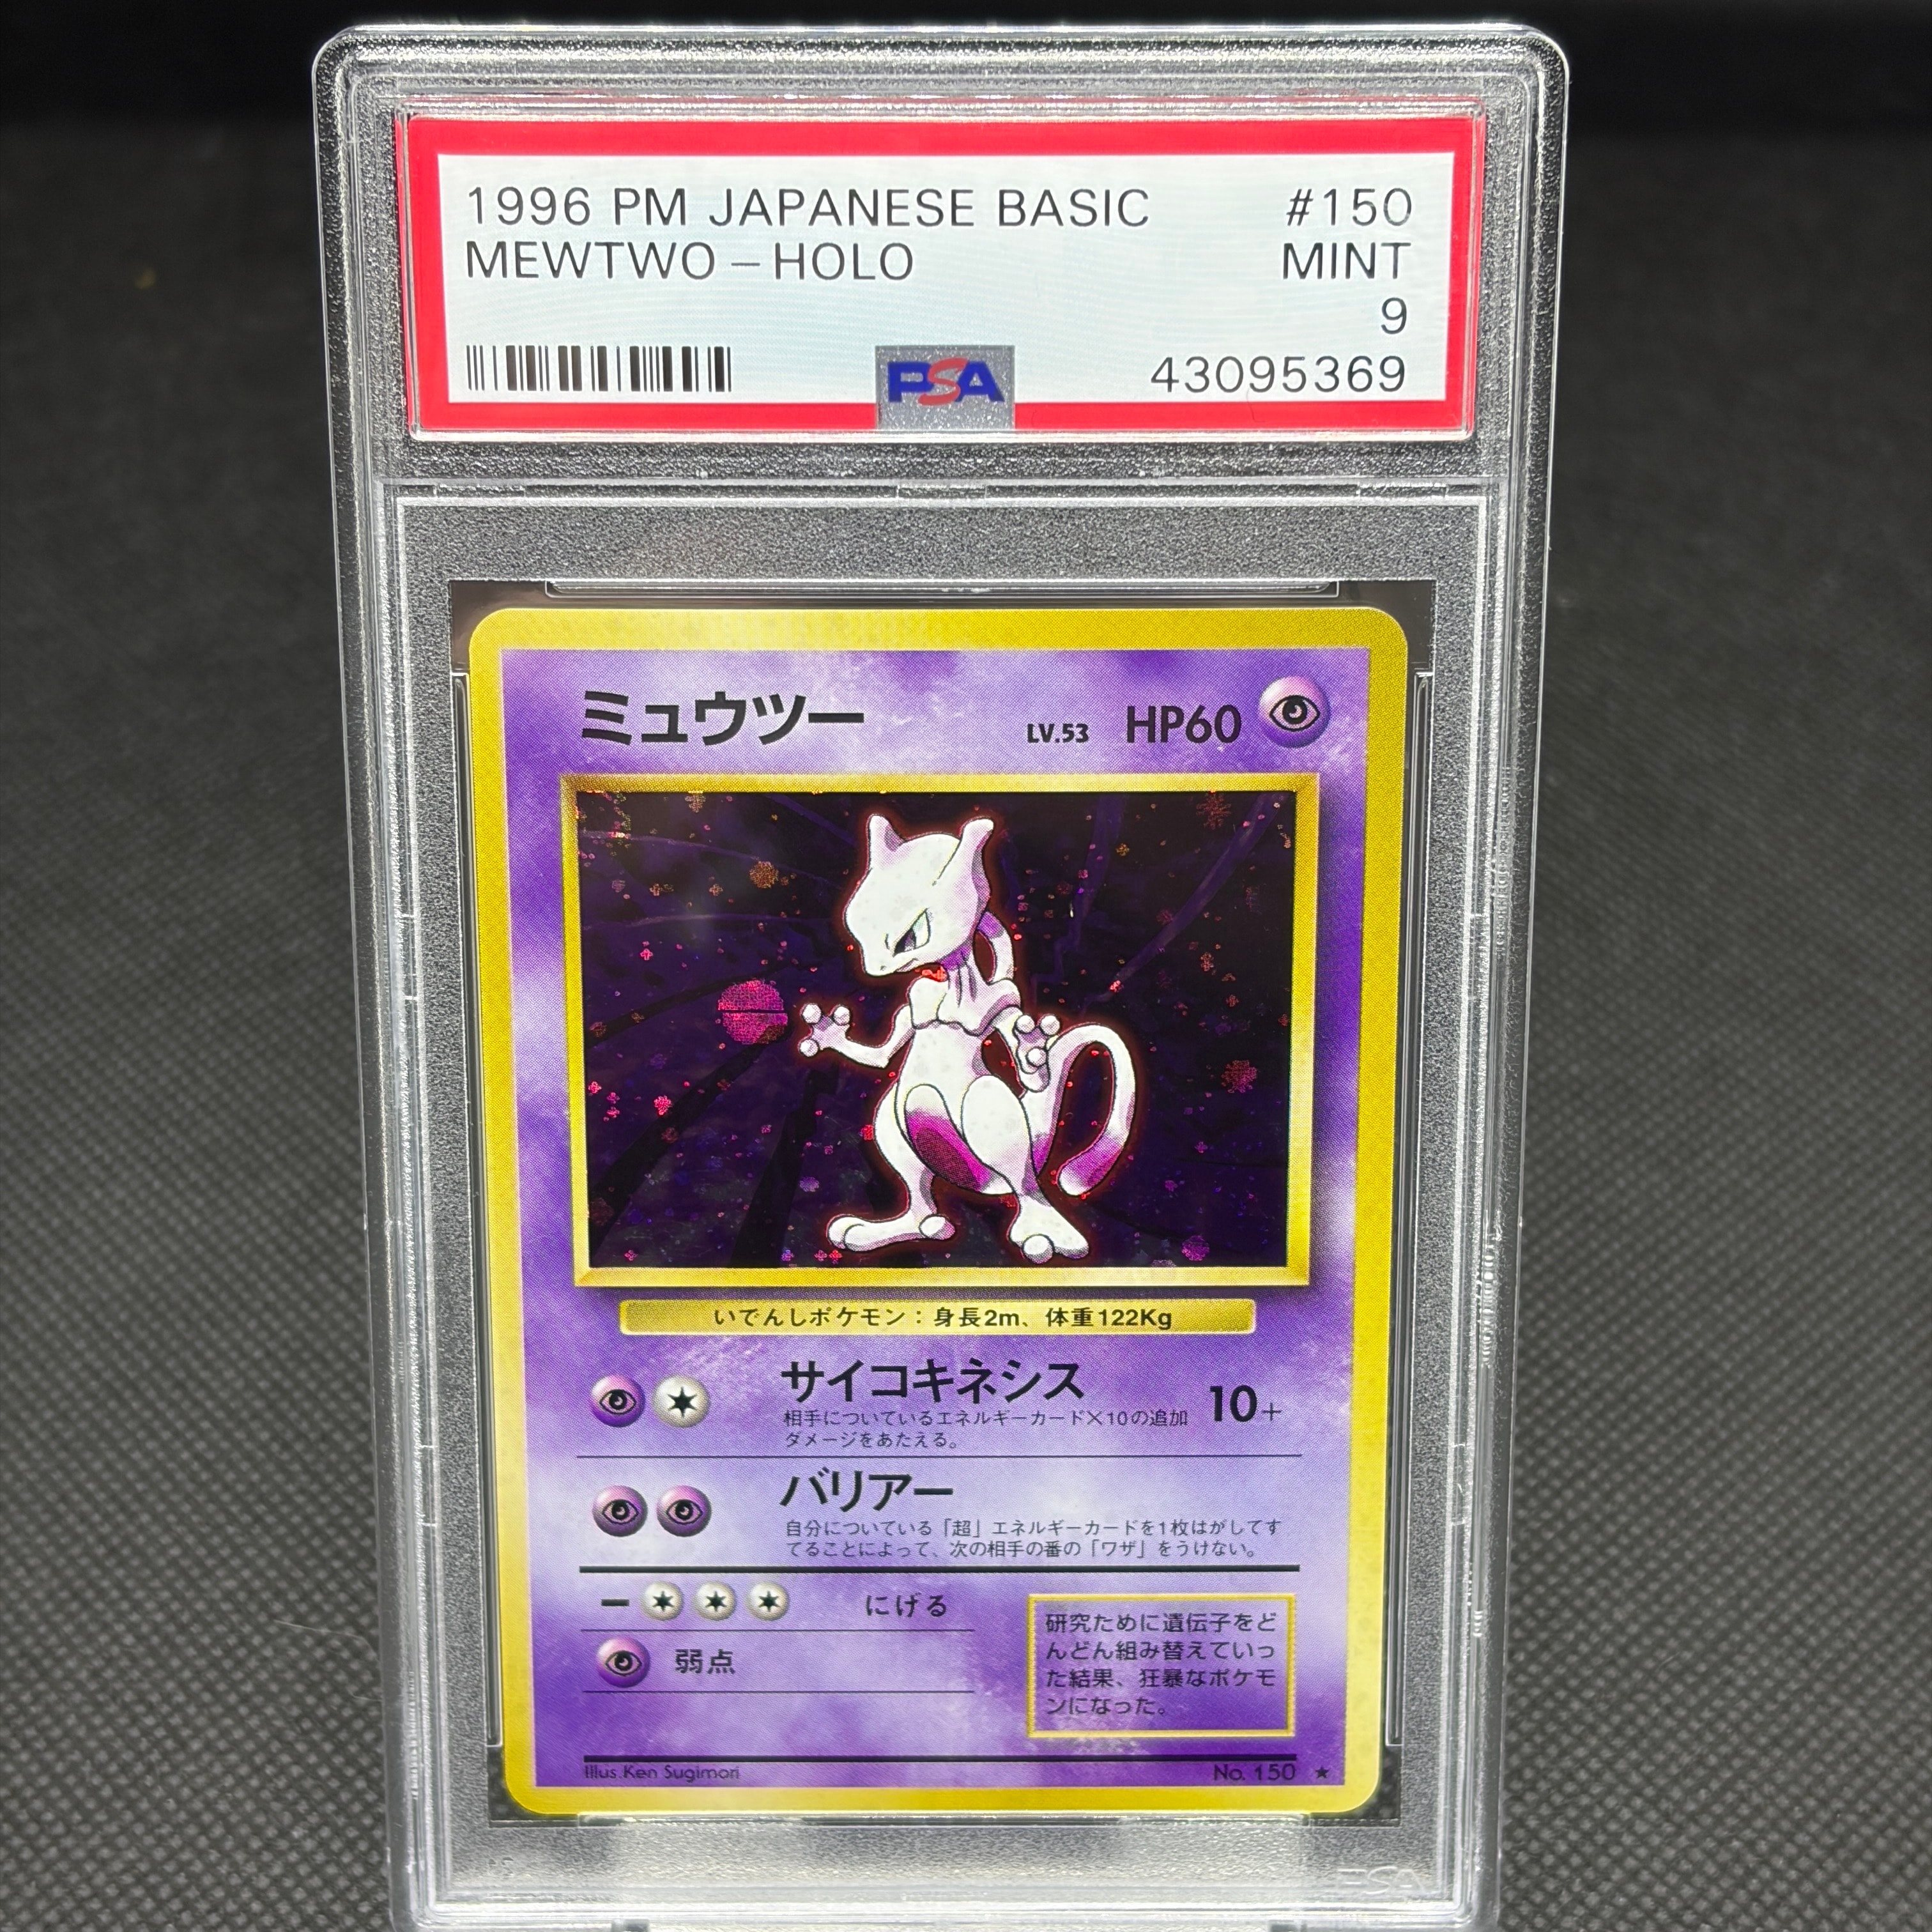 1996 PM JAPANESE BASIC #150
MEWTWO – HOLO MINT
9
PSA 43095369
ミュウツー LV.53 HP60
いでんしポケモン：身長2m、体重122Kg
サイコキネシス 10+
相手についているエネルギーカード×10の追加
ダメージをあたえる。
バリアー
自分についている「超」エネルギーカードを1枚はがしてす
てることによって、次の相手の番の「ワザ」をうけない。
− にげる
弱点
研究ために遺伝子をど
んどん組み替えていっ
た結果、狂暴なポケモ
ンになった。
Illus. Ken Sugimori No. 150 ★
PSA